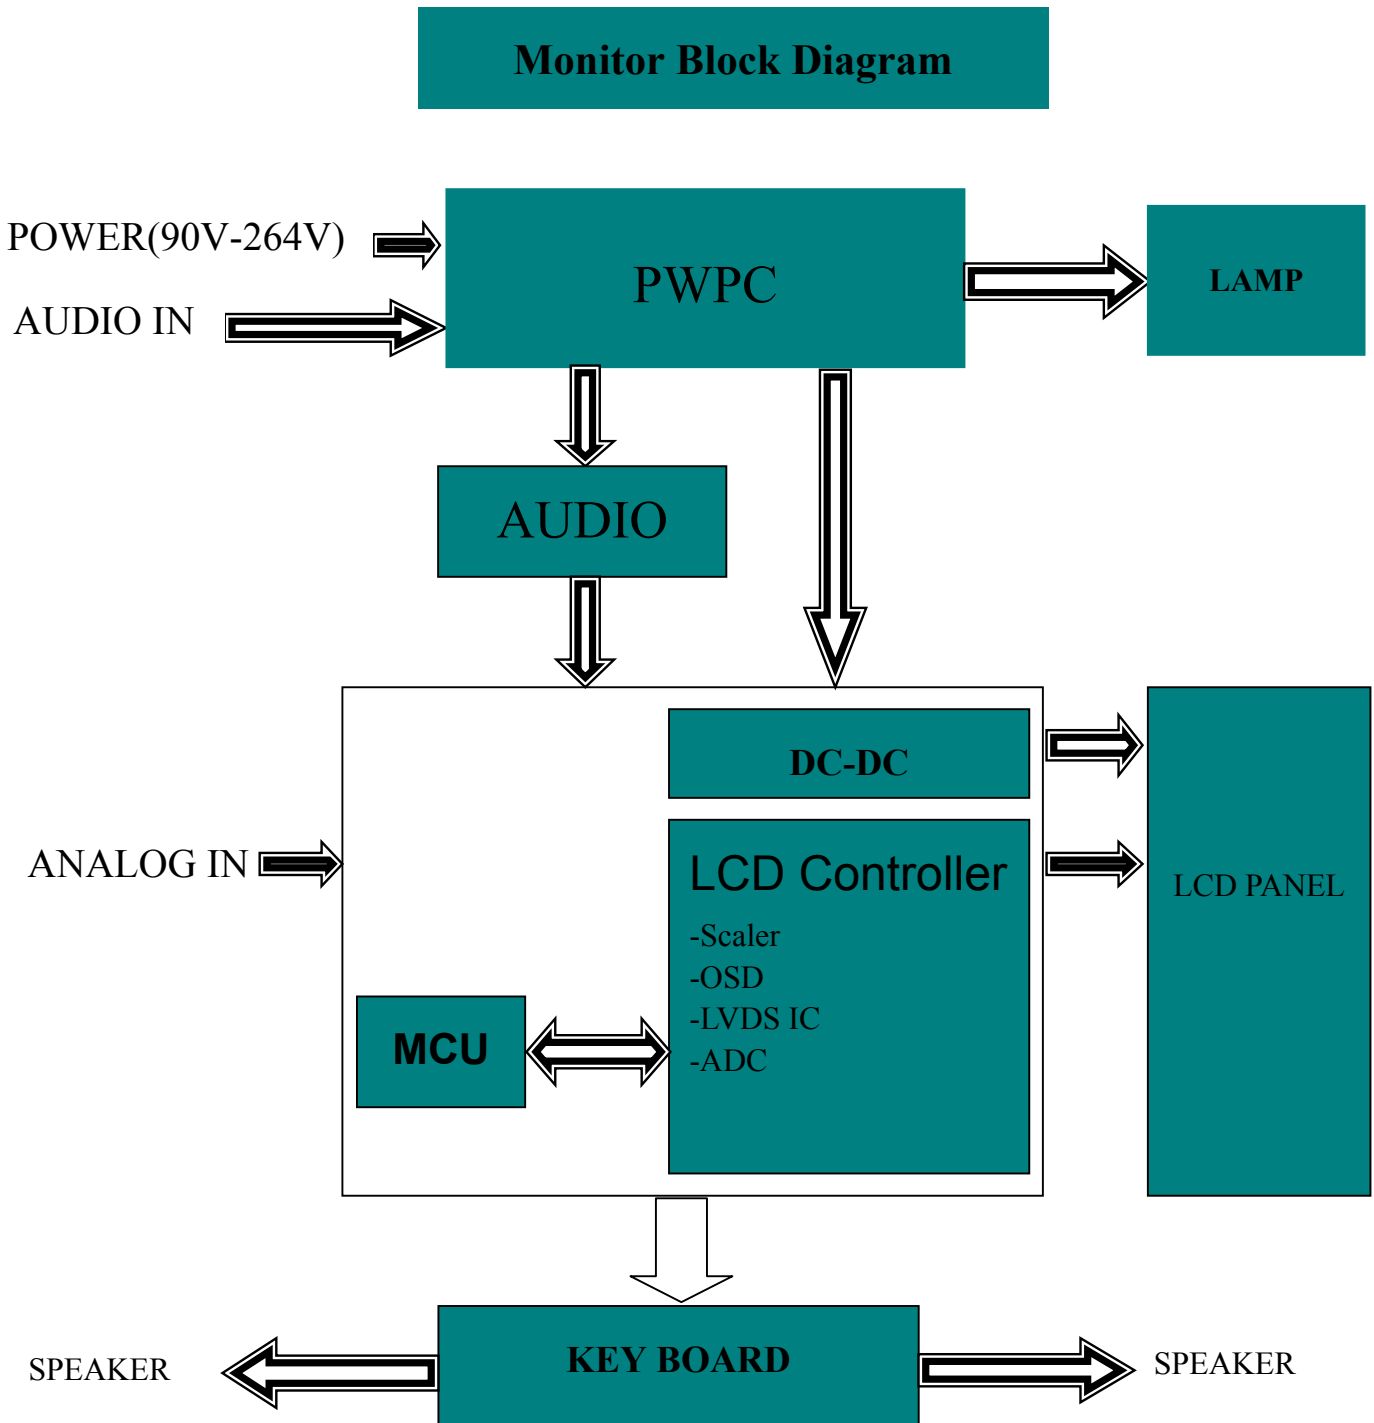 Monitor Block Diagram
POWER(90V-264V)
PWPC
LAMP
AUDIO IN
AUDIO
DC-DC
ANALOG IN
LCD Controller
-Scaler
-OSD
-LVDS IC
-ADC
LCD PANEL
MCU
KEY BOARD
SPEAKER
SPEAKER